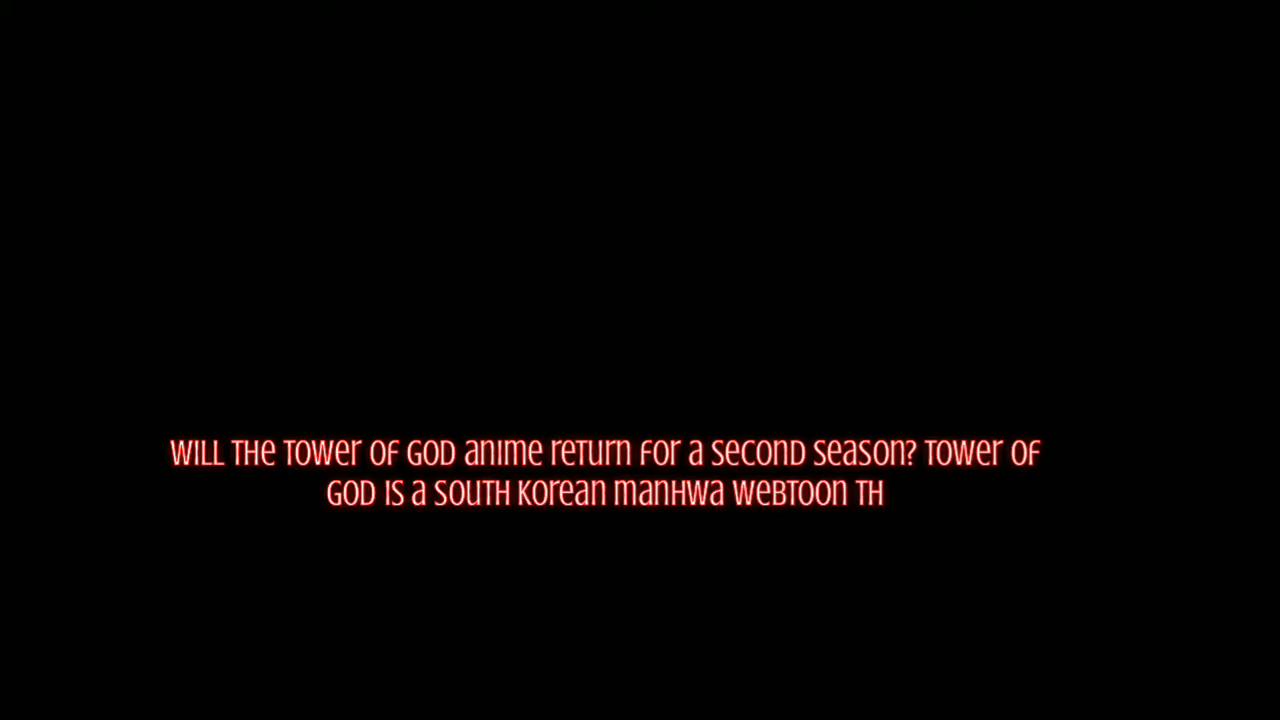 WILL THE TOWER OF GOD ANIME RETURN FOR A SECOND SEASON? TOWER OF
GOD IS A SOUTH KOREAN MANHWA WEBTOON TH